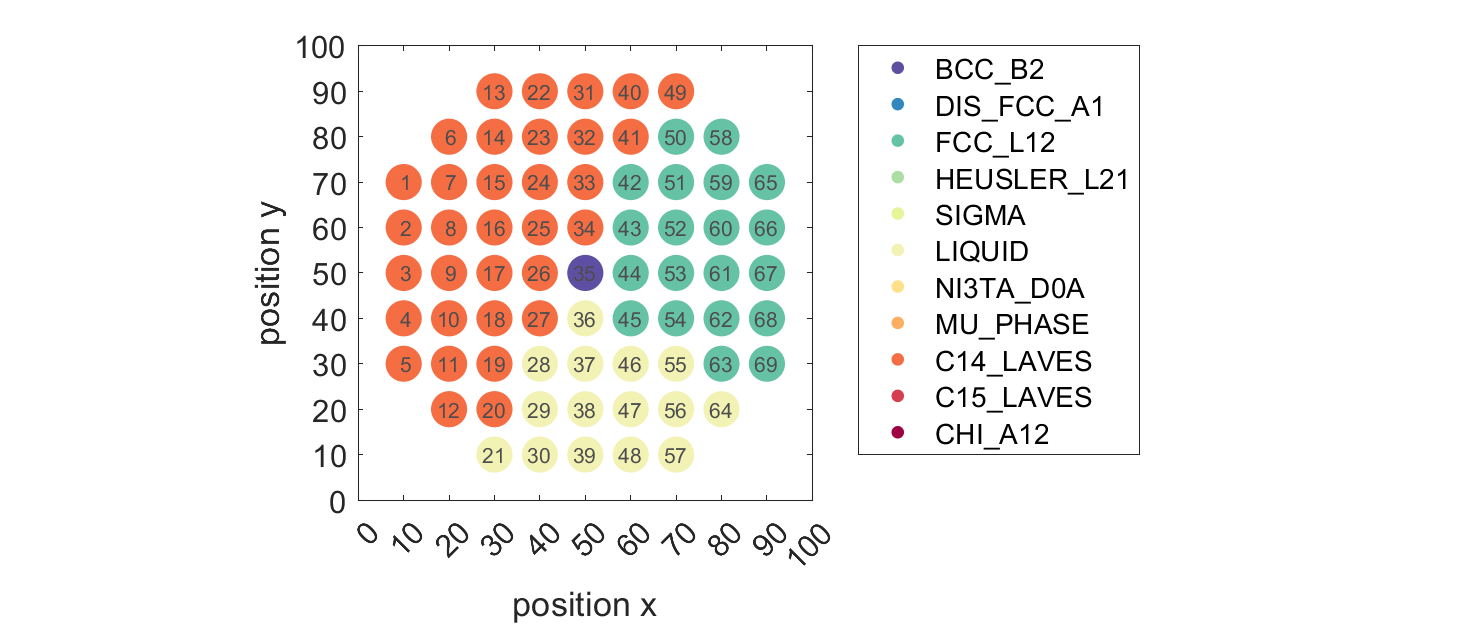 100
90
80
70
60
50
40
30
20
10
0
position y
13 22 31 40 49
6 14 23 32 41 50 58
1 7 15 24 33 42 51 59 65
2 8 16 25 34 43 52 60 66
3 9 17 26 35 44 53 61 67
4 10 18 27 36 45 54 62 68
5 11 19 28 37 46 55 63 69
12 20 29 38 47 56 64
21 30 39 48 57
0 10 20 30 40 50 60 70 80 90 100
position x
BCC_B2
DIS_FCC_A1
FCC_L12
HEUSLER_L21
SIGMA
LIQUID
NI3TA_D0A
MU_PHASE
C14_LAVES
C15_LAVES
CHI_A12